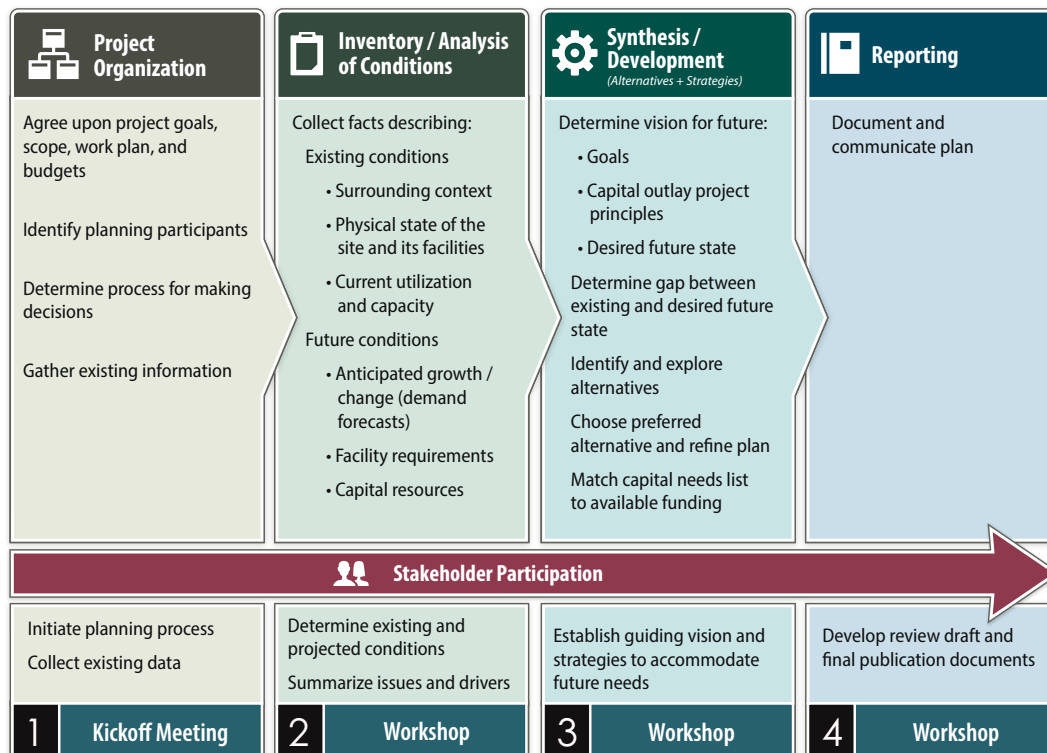 Project
Organization
Agree upon project goals,
scope, work plan, and
budgets
Identify planning participants
Determine process for making
decisions
Gather existing information
Inventory / Analysis
of Conditions
Collect facts describing:
Existing conditions
• Surrounding context
• Physical state of the
site and its facilities
• Current utilization
and capacity
Future conditions
• Anticipated growth /
change (demand
forecasts)
• Facility requirements
• Capital resources
Synthesis /
Development
(Alternatives + Strategies)
Determine vision for future:
• Goals
• Capital outlay project
principles
• Desired future state
Determine gap between
existing and desired future
state
Identify and explore
alternatives
Choose preferred
alternative and refine plan
Match capital needs list
to available funding
Reporting
Document and
communicate plan
Stakeholder Participation
Initiate planning process
Collect existing data
1 Kickoff Meeting
Determine existing and
projected conditions
Summarize issues and drivers
2 Workshop
Establish guiding vision and
strategies to accommodate
future needs
3 Workshop
Develop review draft and
final publication documents
4 Workshop